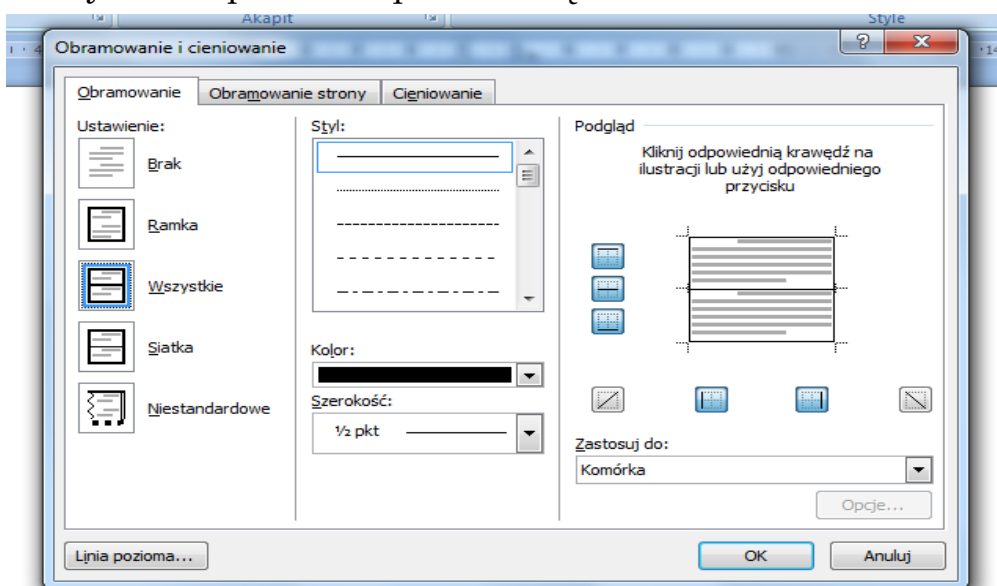 Akapit
Style
Obramowanie i cieniowanie
Obramowanie
Obramowanie strony
Cieniowanie
Ustawienie:
Brak
Ramka
Wszystkie
Siatka
Niestandardowe
Styl:
Kolor:
Szerokość:
½ pkt
Podgląd
Kliknij odpowiednią krawędź na
ilustracji lub użyj odpowiedniego
przycisku
Zastosuj do:
Komórka
Opcje...
Linia pozioma...
OK
Anuluj